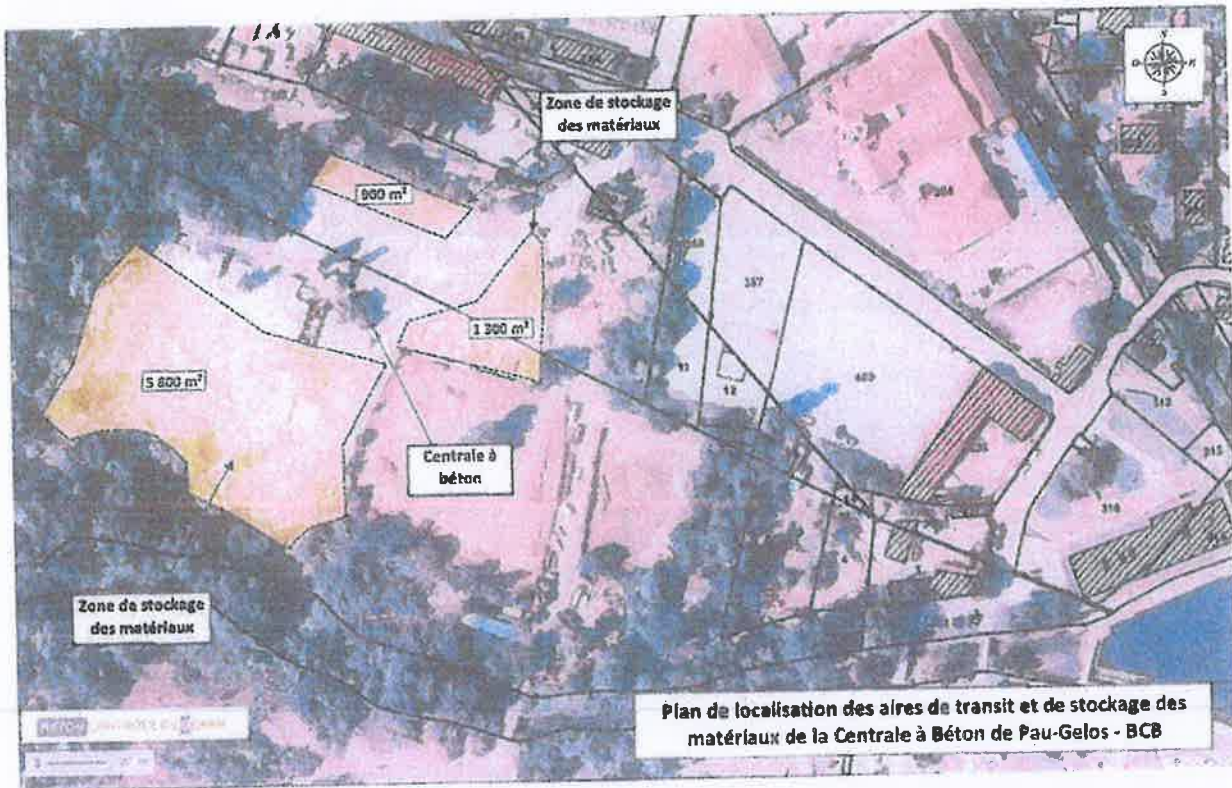 Zone de stockage
des matériaux
900 m²
1 300 m²
5 800 m²
Centrale à
béton
Zone de stockage
des matériaux
357
12
409
316
Plan de localisation des aires de transit et de stockage des
matériaux de la Centrale à Béton de Pau-Gelos - BCB